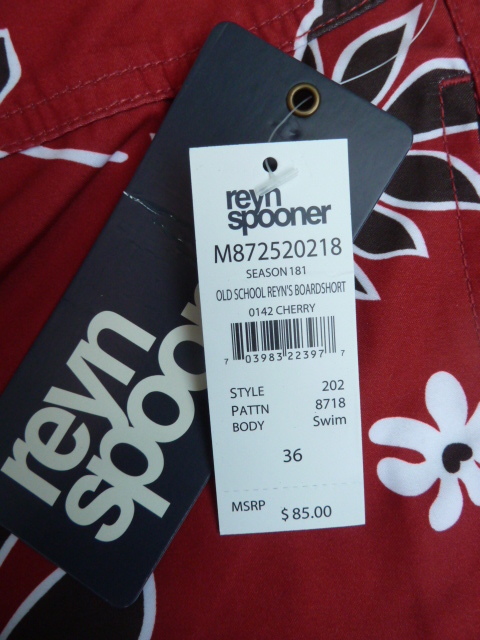 reyn
spooner
M872520218
SEASON 181
OLD SCHOOL REYN'S BOARDSHORT
0142 CHERRY
7 03983 22397 7
STYLE 202
PATTN 8718
BODY Swim
36
MSRP $ 85.00
reyn
spooner